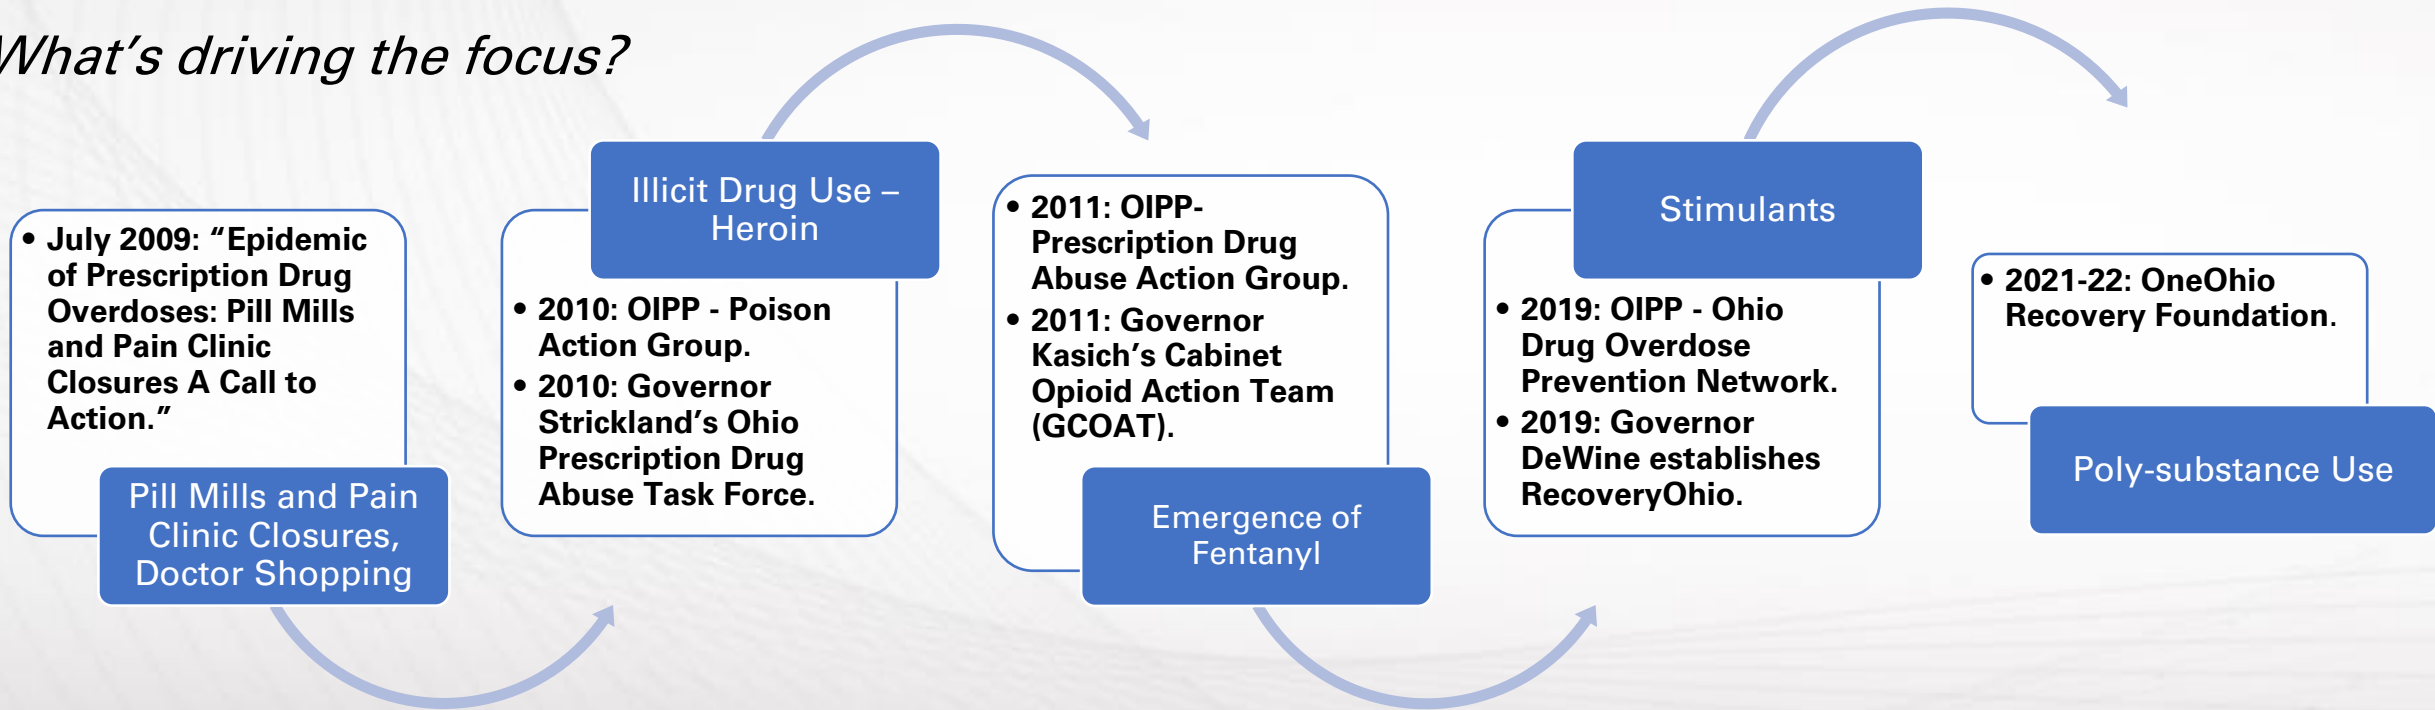 What's driving the focus?
• July 2009: “Epidemic
of Prescription Drug
Overdoses: Pill Mills
and Pain Clinic
Closures A Call to
Action.”
Pill Mills and Pain
Clinic Closures,
Doctor Shopping
Illicit Drug Use –
Heroin
• 2010: OIPP - Poison
Action Group.
• 2010: Governor
Strickland’s Ohio
Prescription Drug
Abuse Task Force.
• 2011: OIPP-
Prescription Drug
Abuse Action Group.
• 2011: Governor
Kasich’s Cabinet
Opioid Action Team
(GCOAT).
Emergence of
Fentanyl
Stimulants
• 2019: OIPP - Ohio
Drug Overdose
Prevention Network.
• 2019: Governor
DeWine establishes
RecoveryOhio.
• 2021-22: OneOhio
Recovery Foundation.
Poly-substance Use